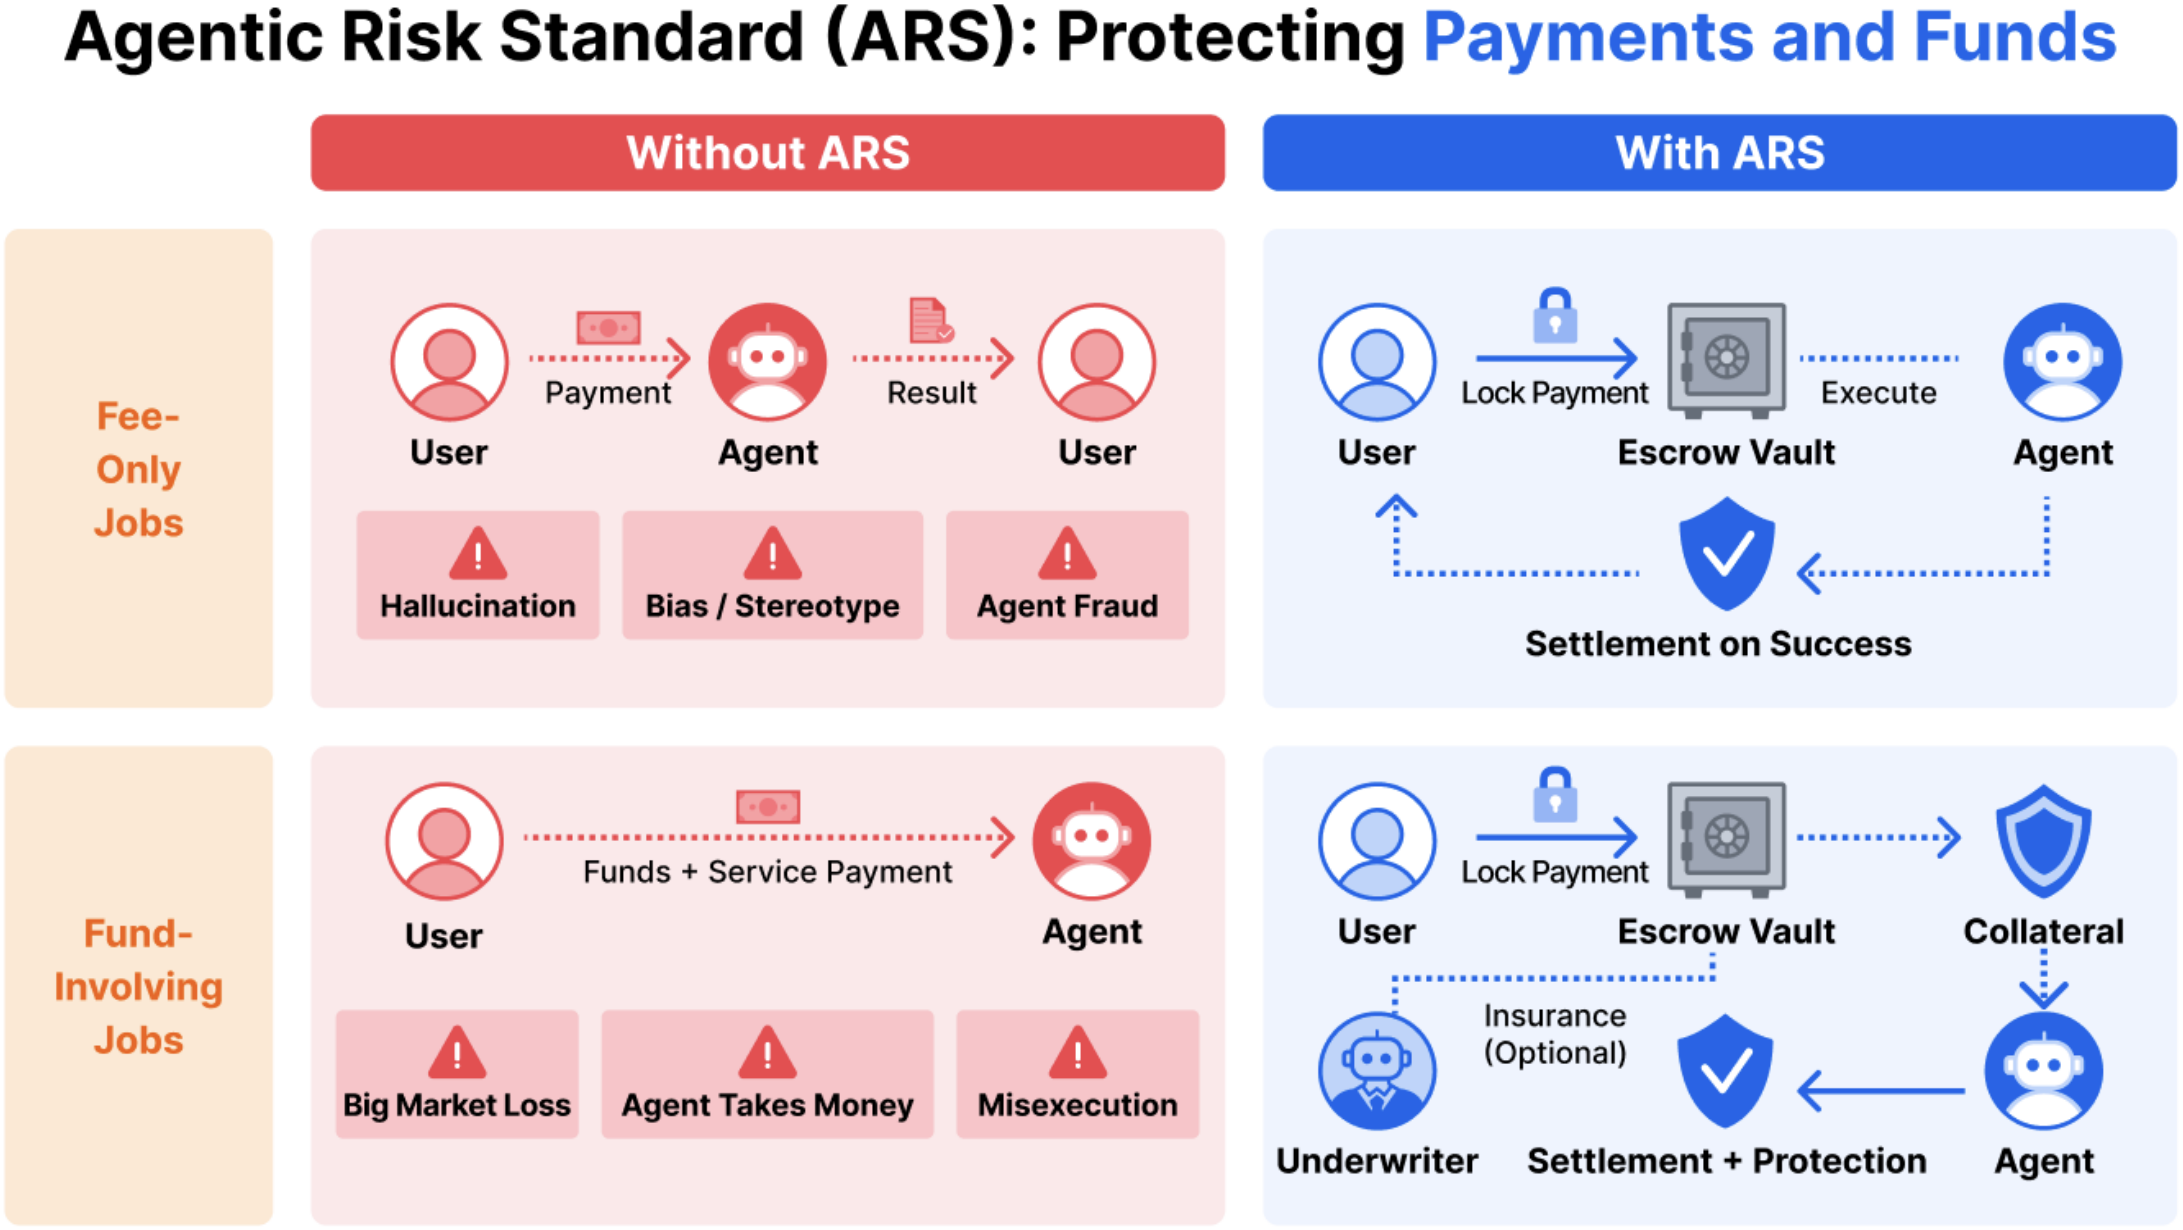 Agentic Risk Standard (ARS): Protecting Payments and Funds
Without ARS
With ARS
Fee-
Only
Jobs
Payment
Result
User
Agent
User
Hallucination
Bias / Stereotype
Agent Fraud
Lock Payment
Execute
User
Escrow Vault
Agent
Settlement on Success
Fund-
Involving
Jobs
Funds + Service Payment
User
Agent
Big Market Loss
Agent Takes Money
Misexecution
Lock Payment
User
Escrow Vault
Collateral
Insurance
(Optional)
Underwriter
Settlement + Protection
Agent